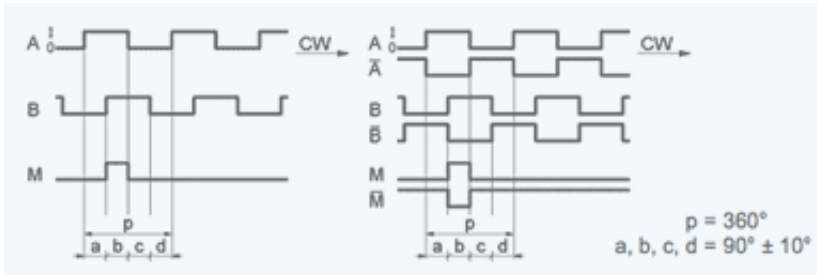 A 1 0 CW
B
M
p
a b c d
A 1 0 CW
A̅
B
B̅
M
M̅
p
a b c d
p = 360°
a, b, c, d = 90° ± 10°